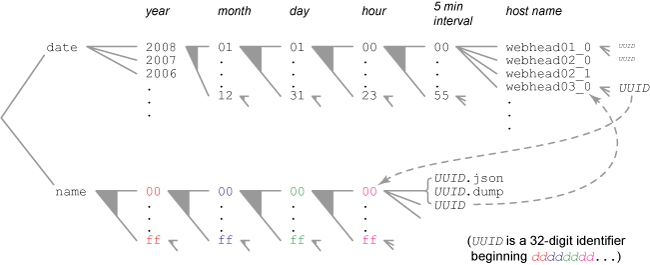 year month day hour 5 min interval host name
date 2008 01 01 00 00 webhead01_0 UUID
2007 webhead02_0 UUID
2006 webhead02_1
webhead03_0 UUID
12 31 23 55
name 00 00 00 00
UUID.json
UUID.dump
UUID
ff ff ff ff
(UUID is a 32-digit identifier
beginning dddddddd...)